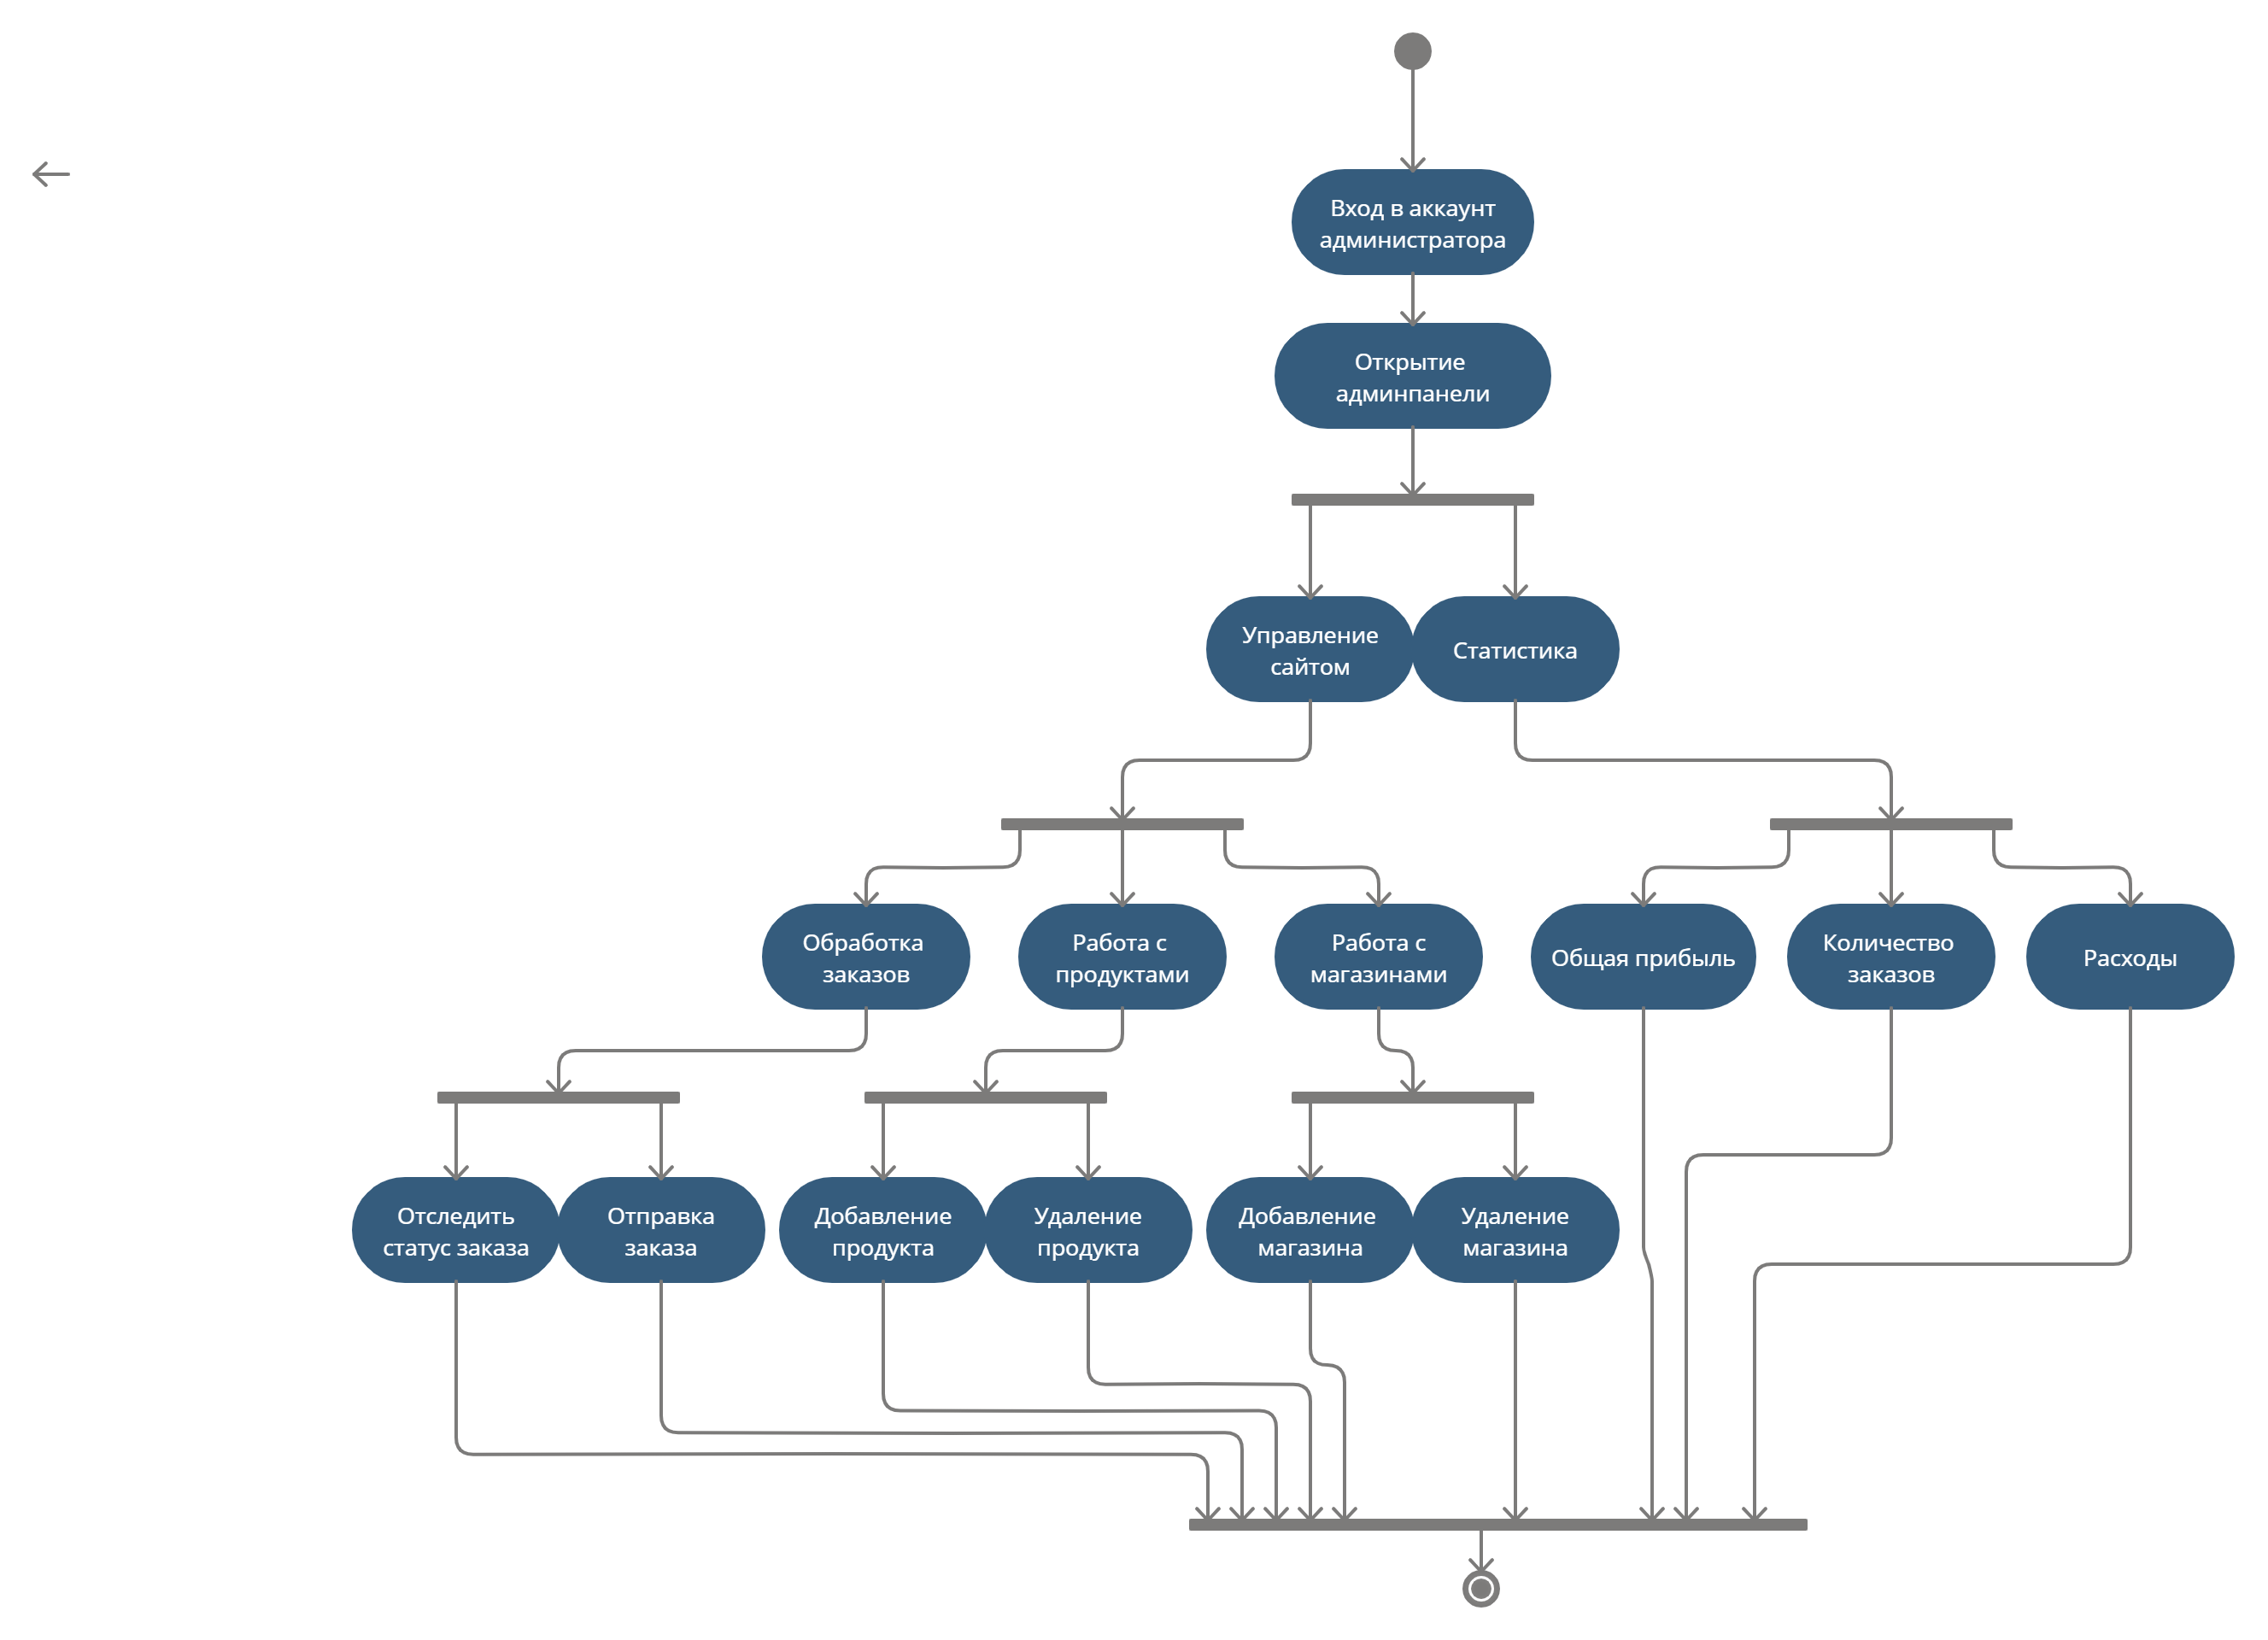 Вход в аккаунт
администратора
Открытие
админпанели
Управление
сайтом
Статистика
Обработка
заказов
Работа с
продуктами
Работа с
магазинами
Общая прибыль
Количество
заказов
Расходы
Отследить
статус заказа
Отправка
заказа
Добавление
продукта
Удаление
продукта
Добавление
магазина
Удаление
магазина